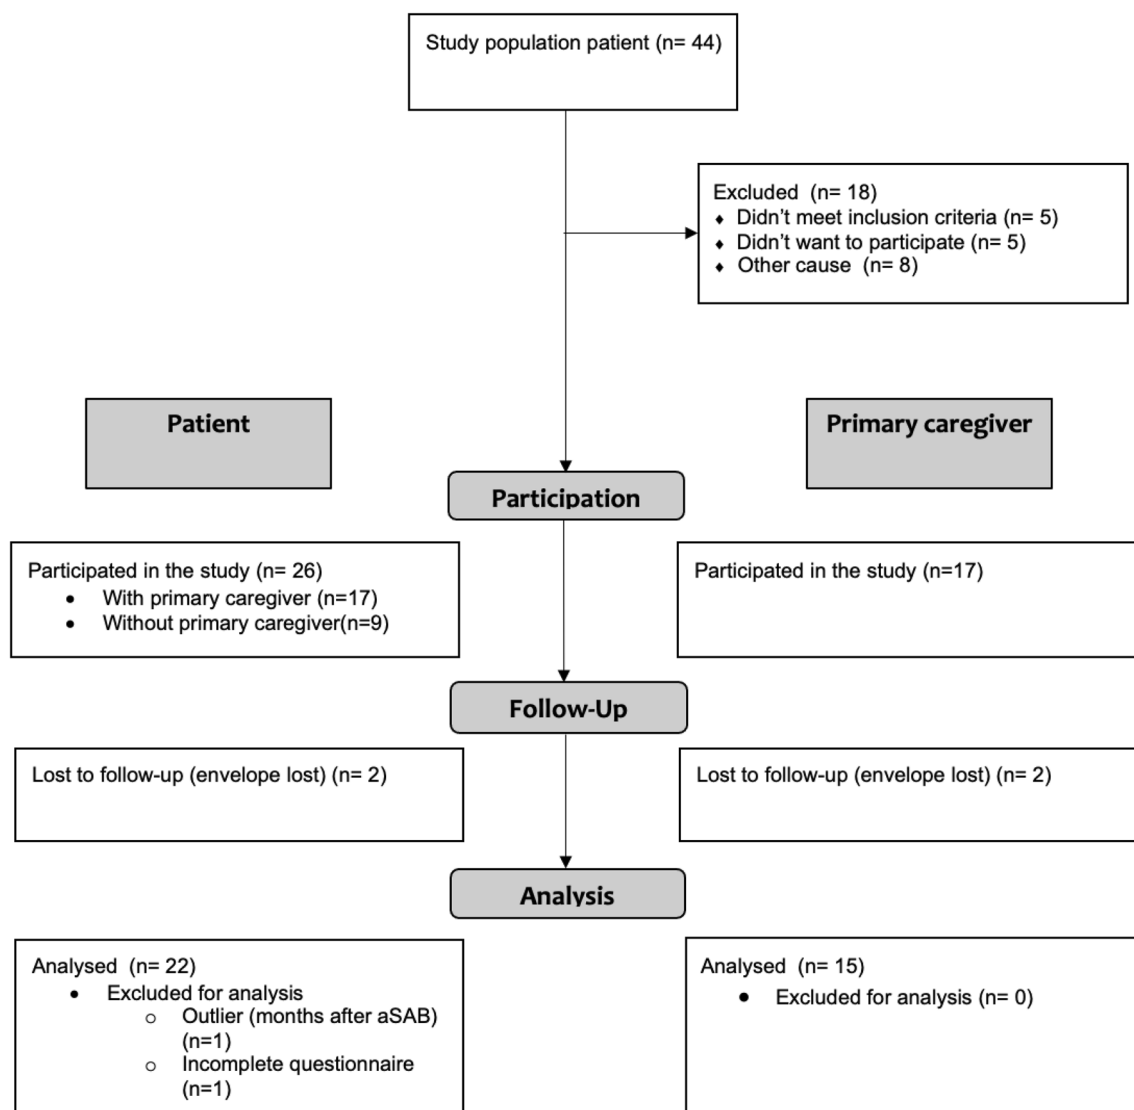 Study population patient (n= 44)
Excluded  (n= 18)
♦ Didn’t meet inclusion criteria (n= 5)
♦ Didn’t want to participate (n= 5)
♦ Other cause  (n= 8)
Patient
Primary caregiver
Participation
Participated in the study (n= 26)
• With primary caregiver (n=17)
• Without primary caregiver(n=9)
Participated in the study (n=17)
Follow-Up
Lost to follow-up (envelope lost) (n= 2)
Lost to follow-up (envelope lost) (n= 2)
Analysis
Analysed  (n= 22)
• Excluded for analysis
o Outlier (months after aSAB)
(n=1)
o Incomplete questionnaire
(n=1)
Analysed  (n= 15)
• Excluded for analysis (n= 0)